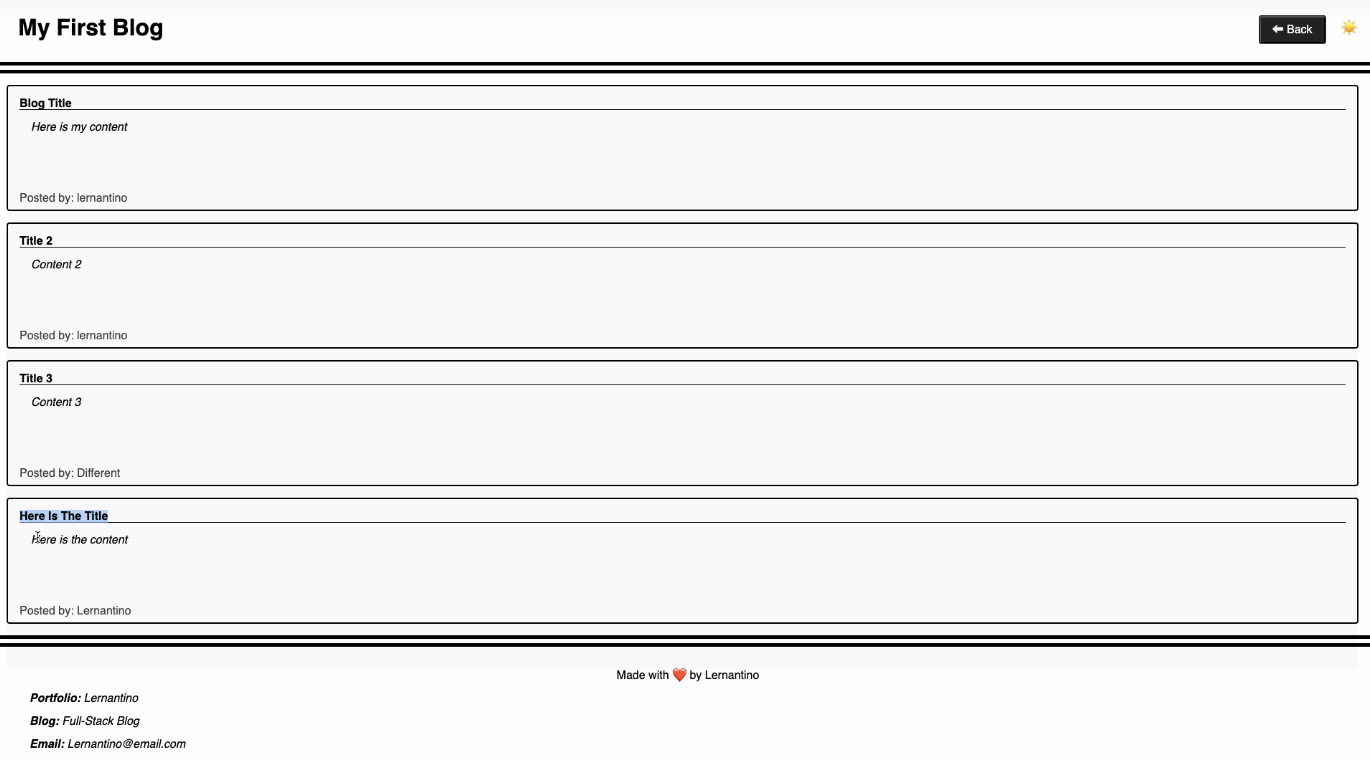 My First Blog
⬅ Back
Blog Title
Here is my content
Posted by: lernantino
Title 2
Content 2
Posted by: lernantino
Title 3
Content 3
Posted by: Different
Here Is The Title
Here is the content
Posted by: Lernantino
Made with ❤️ by Lernantino
Portfolio: Lernantino
Blog: Full-Stack Blog
Email: Lernantino@email.com